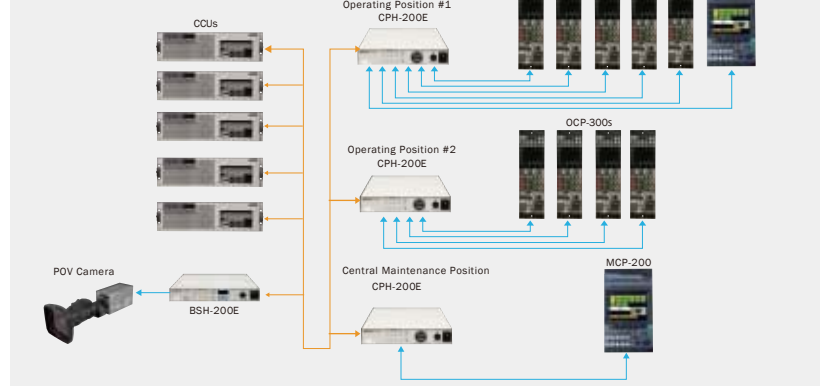 Operating Position #1
CPH-200E
CCUs
OCP-300s
Operating Position #2
CPH-200E
POV Camera
BSH-200E
Central Maintenance Position
CPH-200E
MCP-200